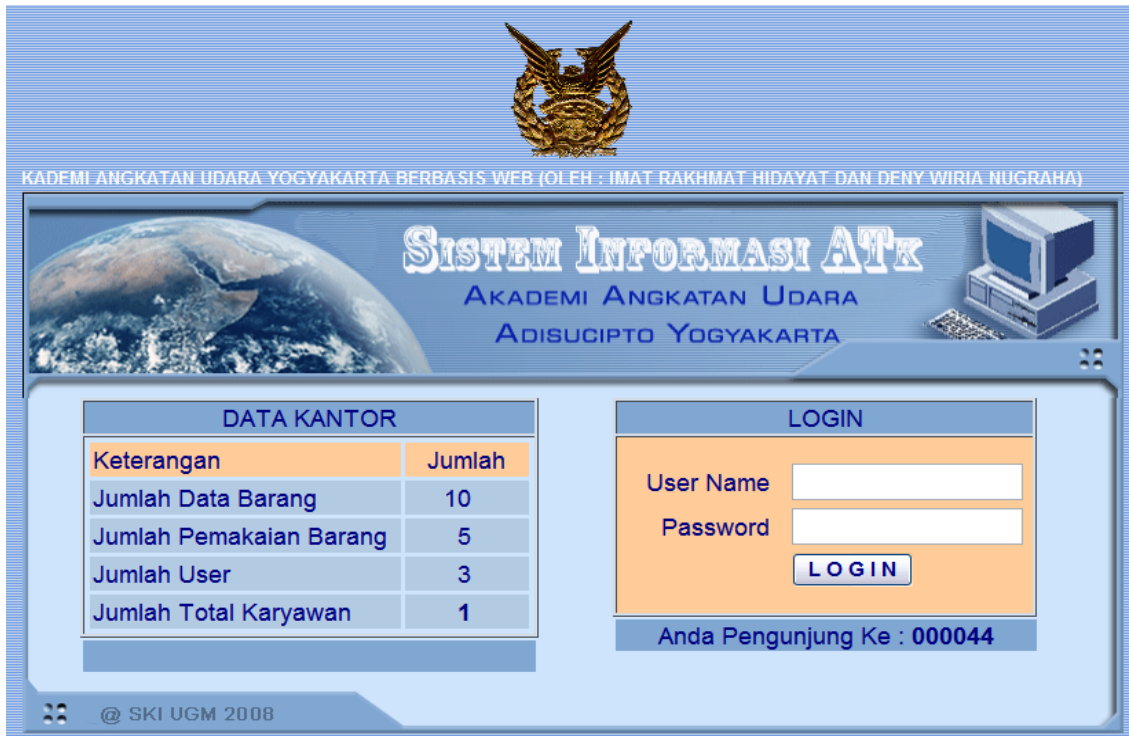 KADEMI ANGKATAN UDARA YOGYAKARTA BERBASIS WEB (OLEH : IMAT RAKHMAT HIDAYAT DAN DENY WIRIA NUGRAHA)
SISTEM INFORMASI ATK
AKADEMI ANGKATAN UDARA
ADISUCIPTO YOGYAKARTA
DATA KANTOR
Keterangan Jumlah
Jumlah Data Barang 10
Jumlah Pemakaian Barang 5
Jumlah User 3
Jumlah Total Karyawan 1
LOGIN
User Name
Password
LOGIN
Anda Pengunjung Ke : 000044
@ SKI UGM 2008